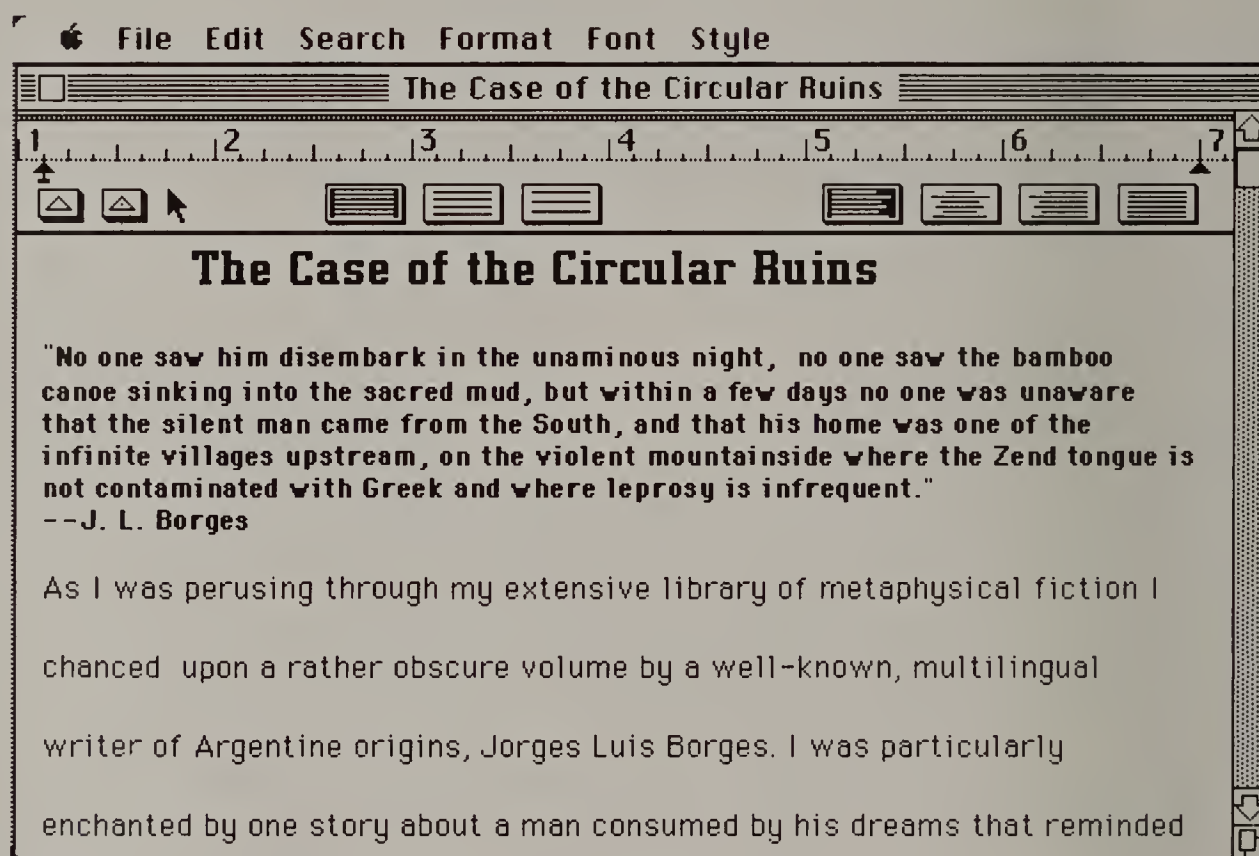 File Edit Search Format Font Style
The Case of the Circular Ruins
1 2 3 4 5 6 7
The Case of the Circular Ruins
"No one saw him disembark in the unaminous night,  no one saw the bamboo
canoe sinking into the sacred mud, but within a few days no one was unaware
that the silent man came from the South, and that his home was one of the
infinite villages upstream, on the violent mountainside where the Zend tongue is
not contaminated with Greek and where leprosy is infrequent."
--J. L. Borges
As I was perusing through my extensive library of metaphysical fiction I
chanced  upon a rather obscure volume by a well-known, multilingual
writer of Argentine origins, Jorges Luis Borges. I was particularly
enchanted by one story about a man consumed by his dreams that reminded